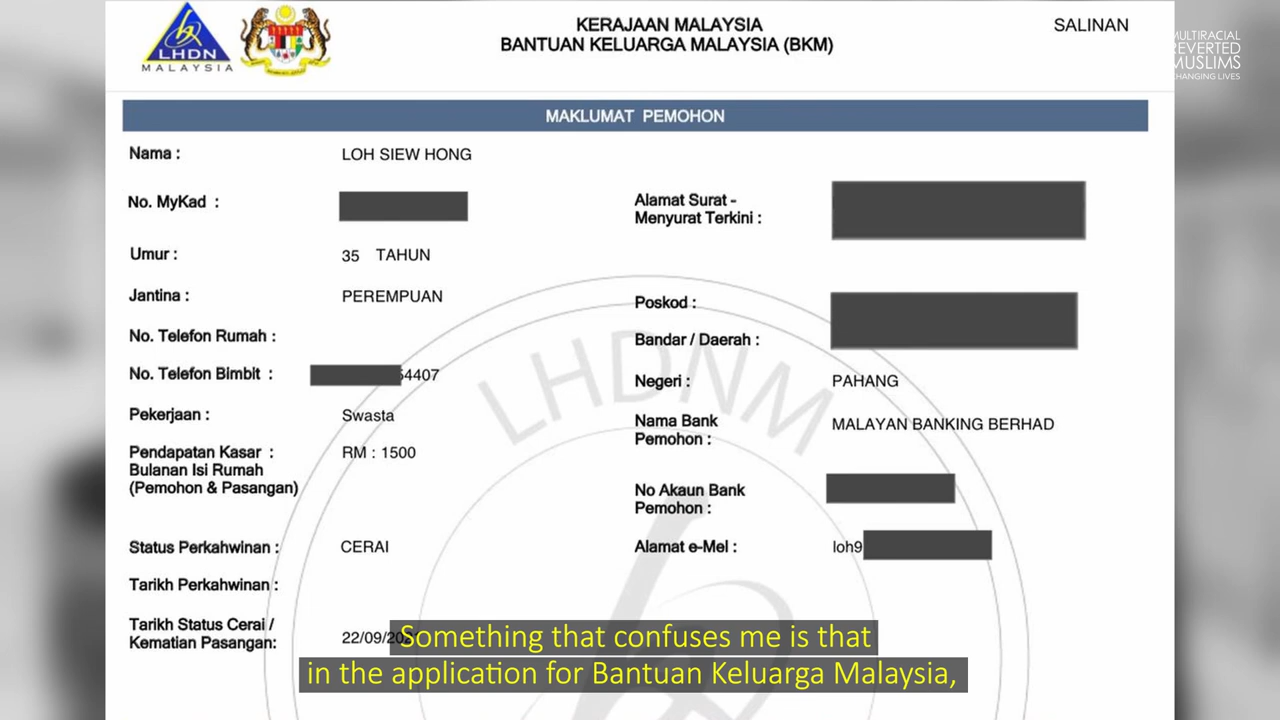 LHDN
MALAYSIA
KERAJAAN MALAYSIA
BANTUAN KELUARGA MALAYSIA (BKM)
SALINAN
MULTIRACIAL
REVERTED
MUSLIMS
CHANGING LIVES
MAKLUMAT PEMOHON
Nama : LOH SIEW HONG
No. MyKad :
Umur : 35 TAHUN
Jantina : PEREMPUAN
No. Telefon Rumah :
No. Telefon Bimbit : 54407
Pekerjaan : Swasta
Pendapatan Kasar : RM : 1500
Bulanan Isi Rumah
(Pemohon & Pasangan)
Status Perkahwinan : CERAI
Tarikh Perkahwinan :
Tarikh Status Cerai /
Kematian Pasangan: 22/09/20
Alamat Surat -
Menyurat Terkini :
Poskod :
Bandar / Daerah :
Negeri : PAHANG
Nama Bank
Pemohon : MALAYAN BANKING BERHAD
No Akaun Bank
Pemohon :
Alamat e-Mel : loh9
LHDNM
Something that confuses me is that
in the application for Bantuan Keluarga Malaysia,